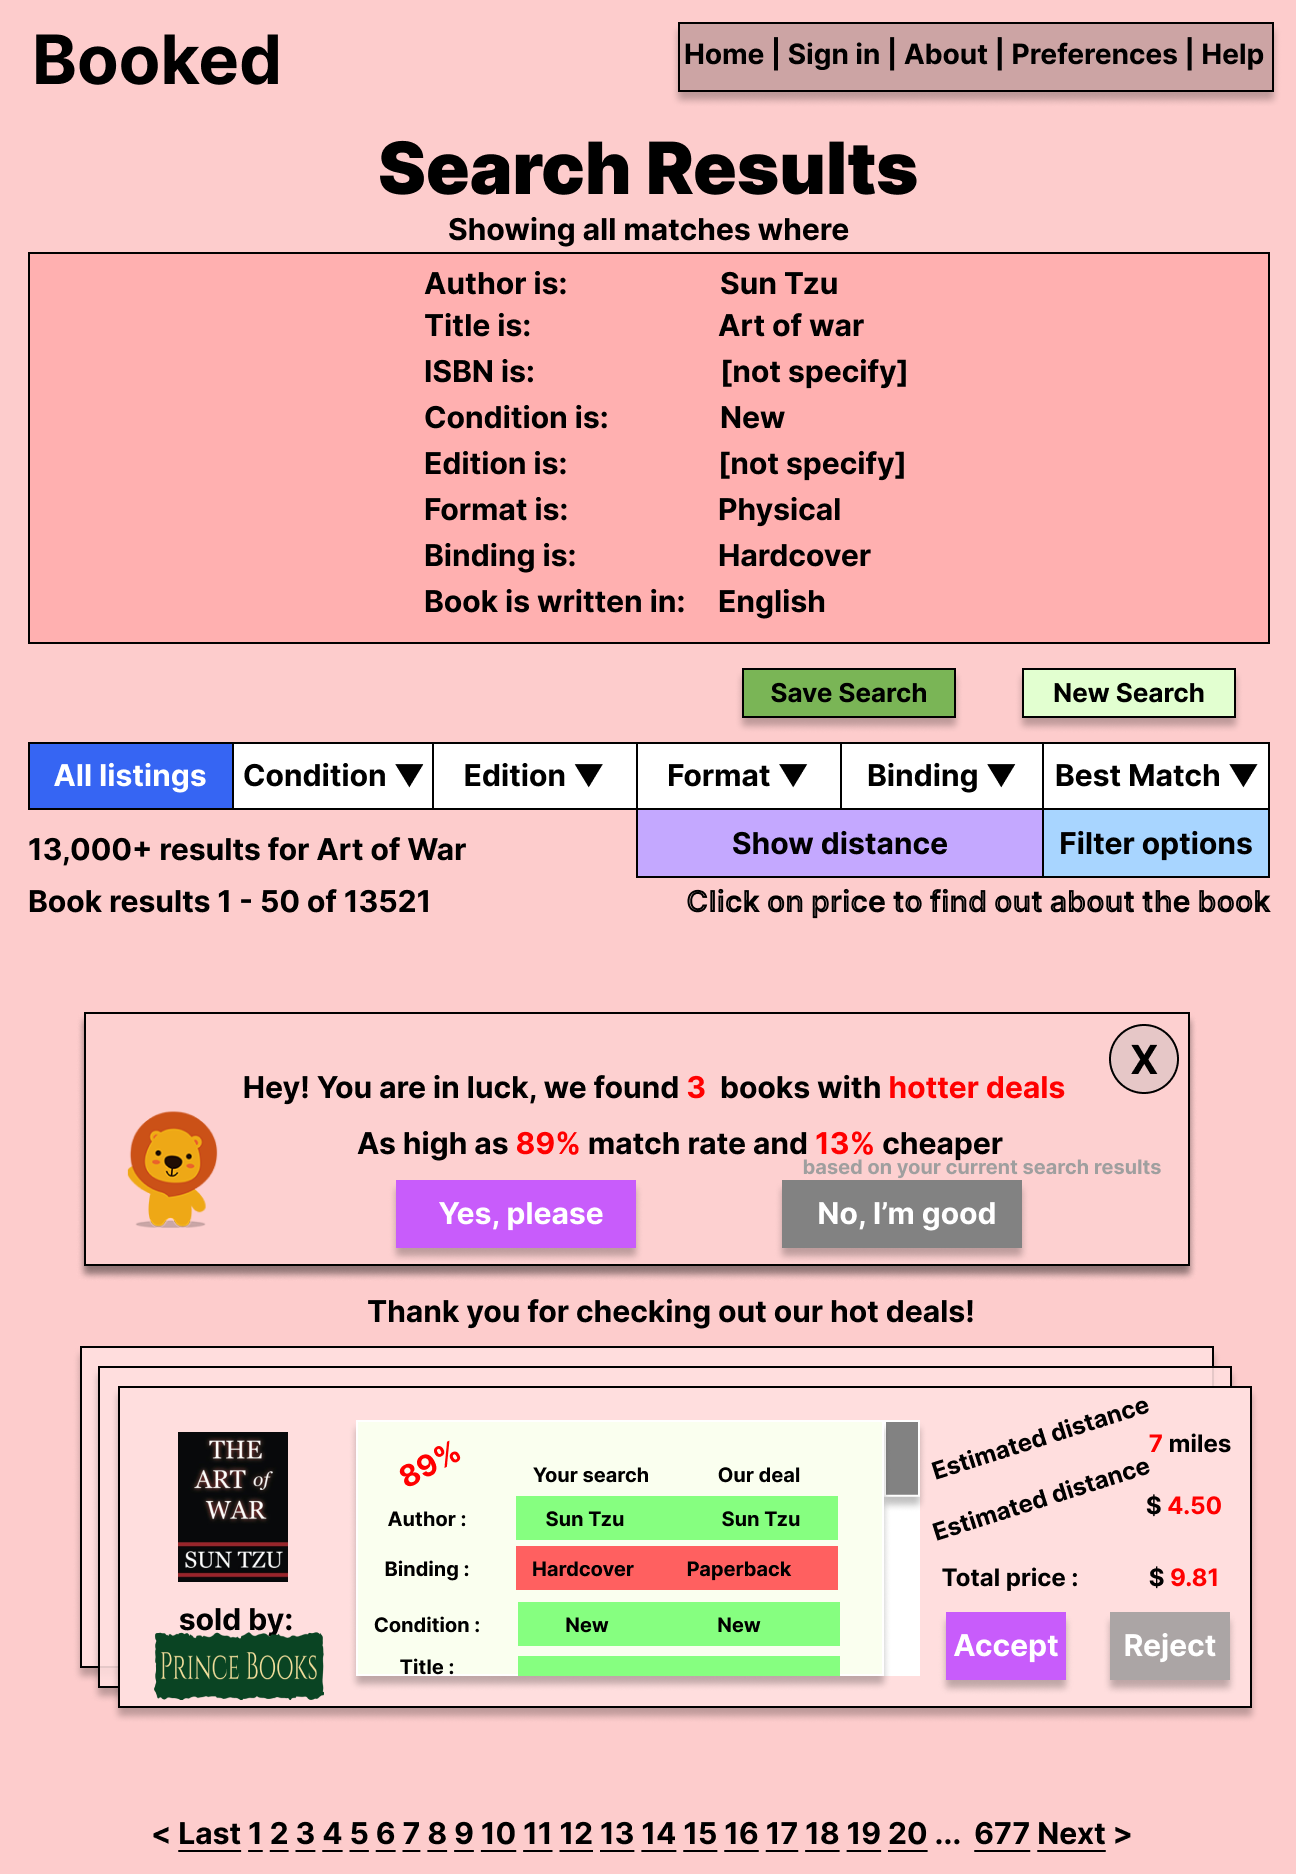 Booked
Home | Sign in | About | Preferences | Help
Search Results
Showing all matches where
Author is: Sun Tzu
Title is: Art of war
ISBN is: [not specify]
Condition is: New
Edition is: [not specify]
Format is: Physical
Binding is: Hardcover
Book is written in: English
Save Search New Search
All listings Condition ▼ Edition ▼ Format ▼ Binding ▼ Best Match ▼
Show distance Filter options
13,000+ results for Art of War
Book results 1 - 50 of 13521
Click on price to find out about the book
X
Hey! You are in luck, we found 3 books with hotter deals
As high as 89% match rate and 13% cheaper
based on your current search results
Yes, please No, I’m good
Thank you for checking out our hot deals!
THE
ART of
WAR
SUN TZU
sold by:
PRINCE BOOKS
89%
Your search Our deal
Author : Sun Tzu Sun Tzu
Binding : Hardcover Paperback
Condition : New New
Title :
Estimated distance 7 miles
Estimated distance $ 4.50
Total price : $ 9.81
Accept Reject
< Last 1 2 3 4 5 6 7 8 9 10 11 12 13 14 15 16 17 18 19 20 ... 677 Next >